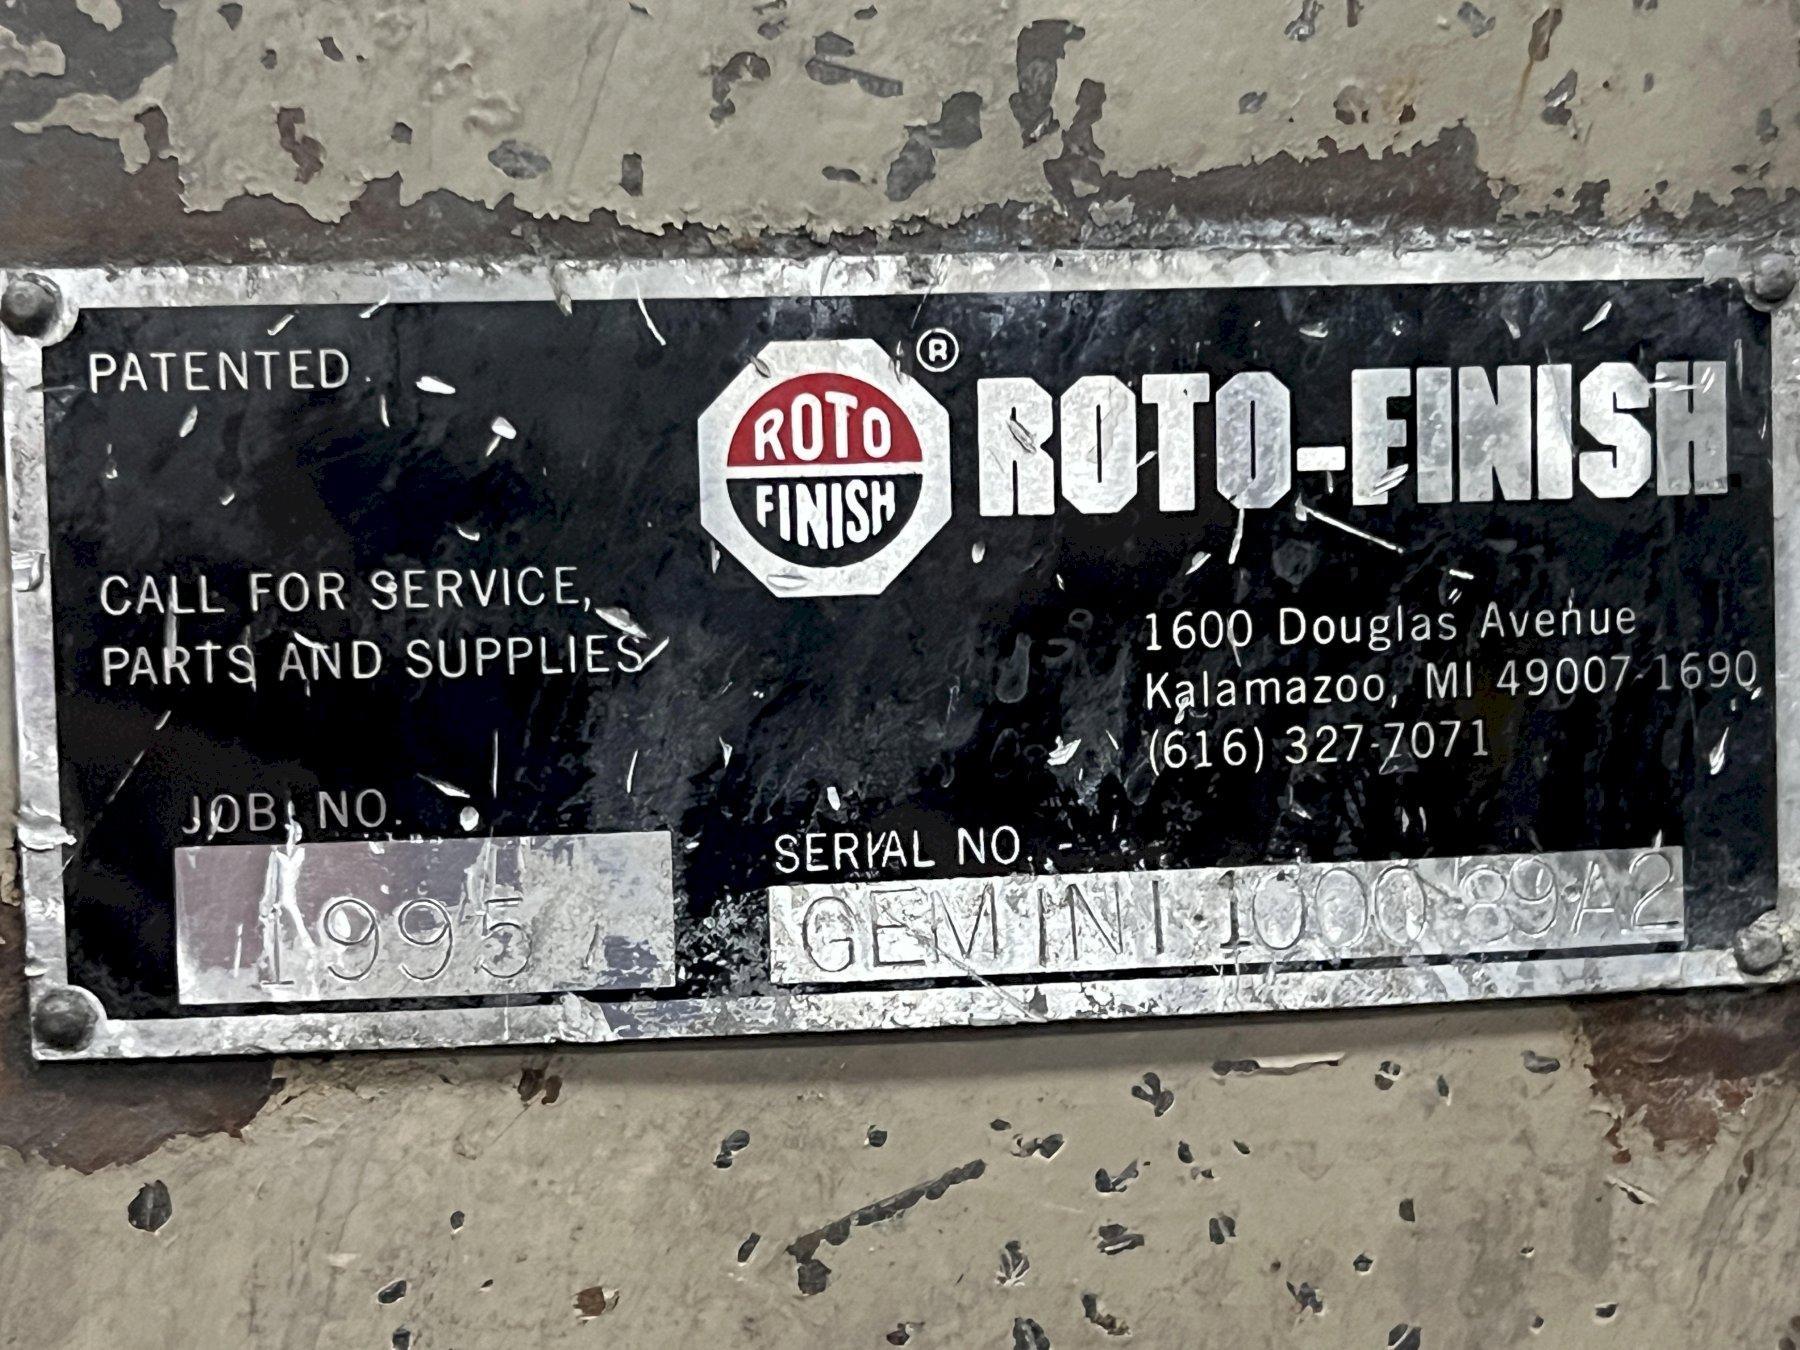 PATENTED
ROTO
FINISH
®
ROTO-FINISH
CALL FOR SERVICE,
PARTS AND SUPPLIES
1600 Douglas Avenue
Kalamazoo, MI 49007-1690
(616) 327-7071
JOB NO.
19957
SERIAL NO.
GEMINI 1000 89A2